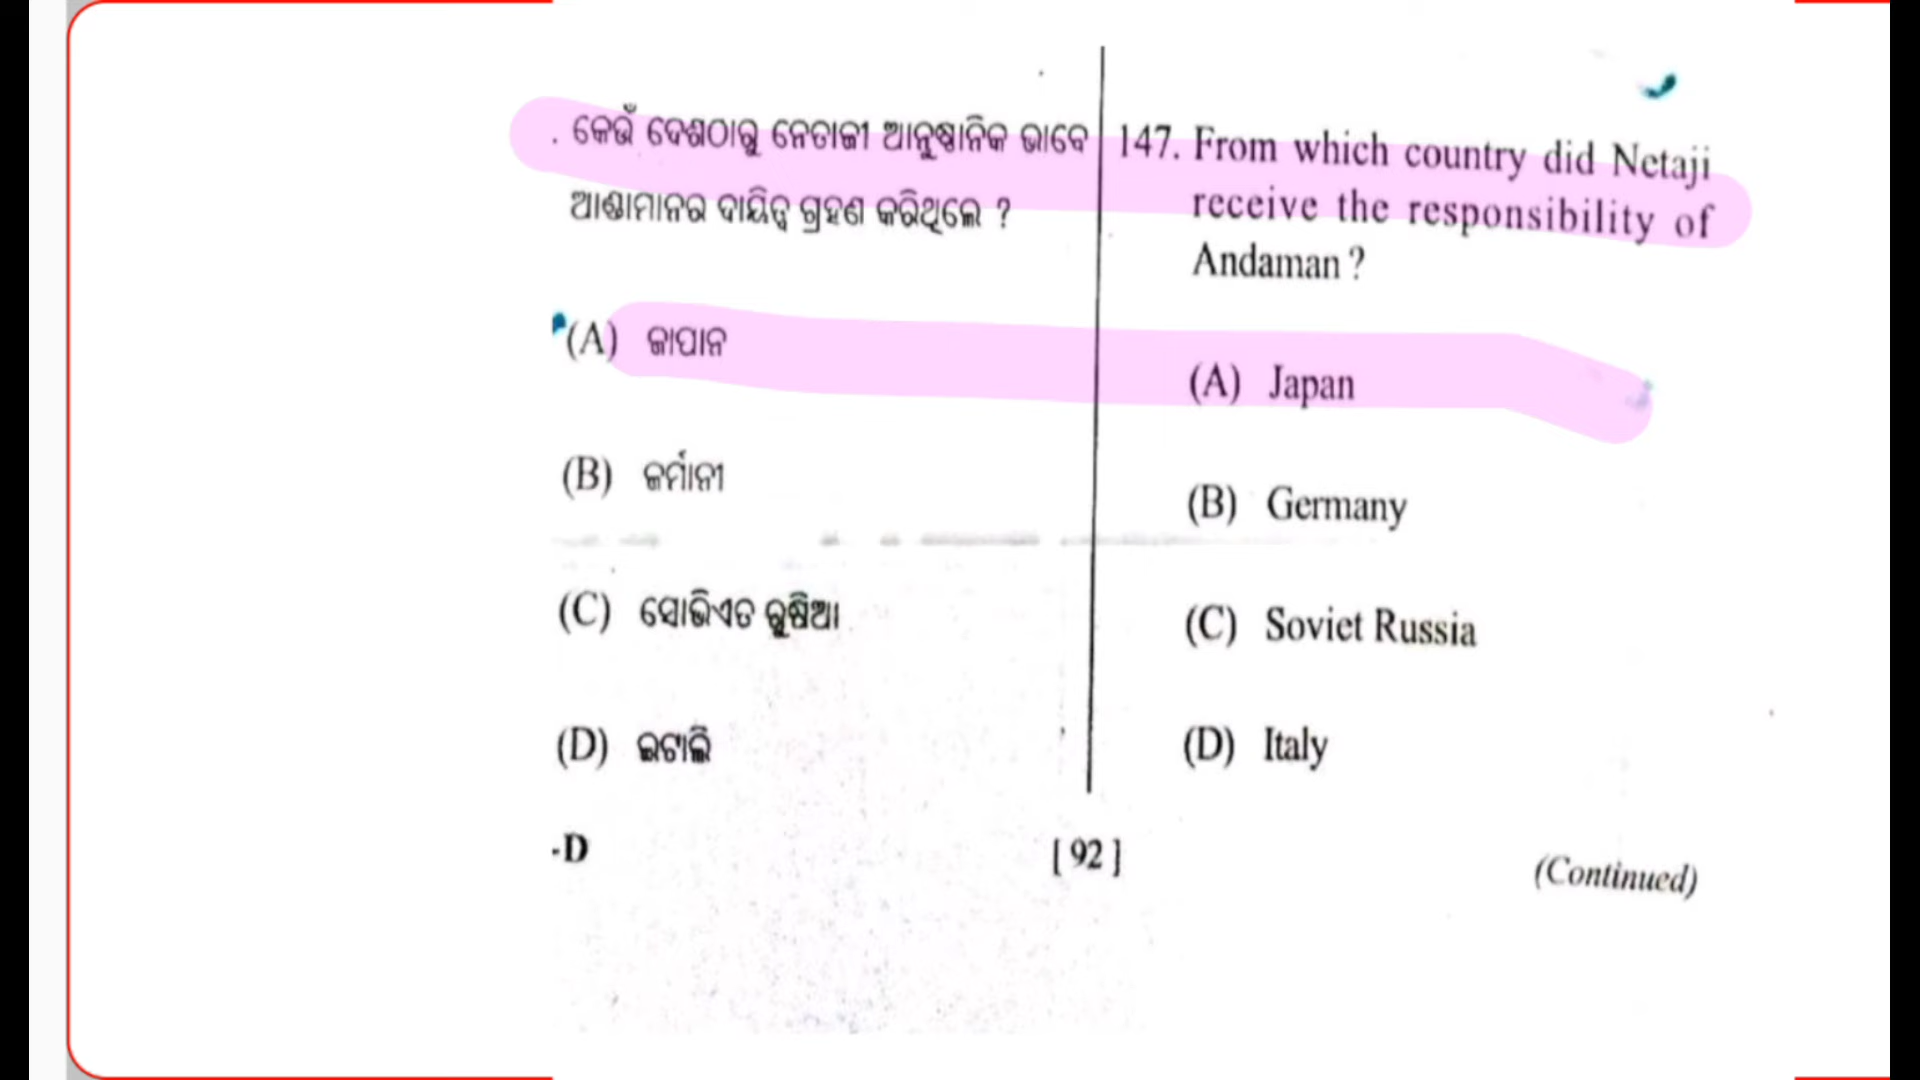 . କେଉଁ ଦେଶଠାରୁ ନେତାଜୀ ଆନୁଷ୍ଠାନିକ ଭାବେ
ଆଣ୍ଡାମାନର ଦାୟିତ୍ୱ ଗ୍ରହଣ କରିଥିଲେ ?
(A) ଜାପାନ
(B) ଜର୍ମାନୀ
(C) ସୋଭିଏତ ରୁଷିଆ
(D) ଇଟାଲି
147. From which country did Netaji
receive the responsibility of
Andaman ?
(A) Japan
(B) Germany
(C) Soviet Russia
(D) Italy
-D
[ 92 ]
(Continued)